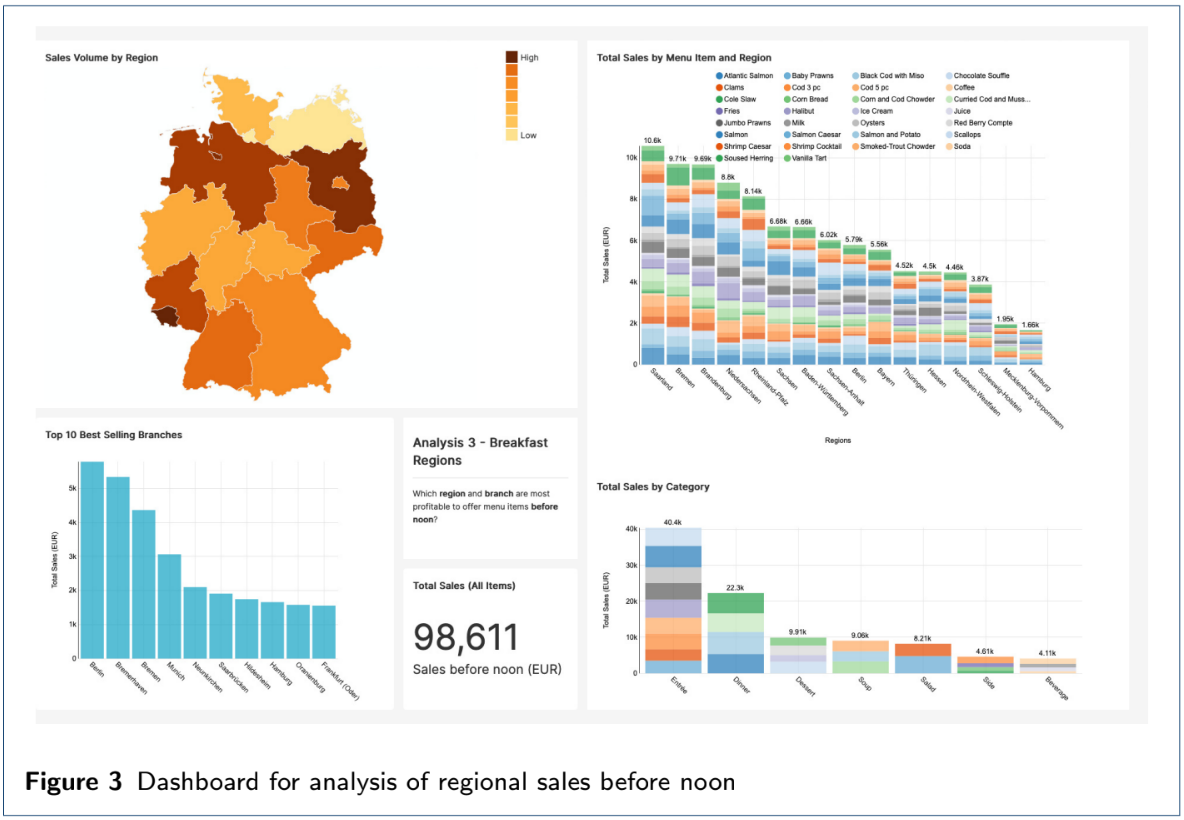 Sales Volume by Region
High
Low
Total Sales by Menu Item and Region
Atlantic Salmon Baby Prawns Black Cod with Miso Chocolate Souffle
Clams Cod 3 pc Cod 5 pc Coffee
Cole Slaw Corn Bread Corn and Cod Chowder Curried Cod and Muss...
Fries Halibut Ice Cream Juice
Jumbo Prawns Milk Oysters Red Berry Compte
Salmon Salmon Caesar Salmon and Potato Scallops
Shrimp Caesar Shrimp Cocktail Smoked-Trout Chowder Soda
Soused Herring Vanilla Tart
10.6k 9.71k 9.69k 8.8k 8.14k 6.68k 6.66k 6.02k 5.79k 5.56k 4.52k 4.5k 4.46k 3.87k 1.95k 1.66k
10k
8k
6k
4k
2k
0
Total Sales (EUR)
Saarland Bremen Brandenburg Niedersachsen Rheinland-Pfalz Sachsen Baden-Württemberg Sachsen-Anhalt Berlin Bayern Thüringen Hessen Nordrhein-Westfalen Schleswig-Holstein Mecklenburg-Vorpommern Hamburg
Regions
Top 10 Best Selling Branches
5k
4k
3k
2k
1k
0
Total Sales (EUR)
Berlin Bremerhaven Bremen Munich Neunkirchen Saarbrücken Hildesheim Hamburg Oranienburg Frankfurt (Oder)
Analysis 3 - Breakfast
Regions
Which region and branch are most
profitable to offer menu items before
noon?
Total Sales (All Items)
98,611
Sales before noon (EUR)
Total Sales by Category
40.4k 22.3k 9.91k 9.06k 8.21k 4.61k 4.11k
40k
30k
20k
10k
0
Total Sales (EUR)
Entrée Dinner Dessert Soup Salad Side Beverage
Figure 3 Dashboard for analysis of regional sales before noon